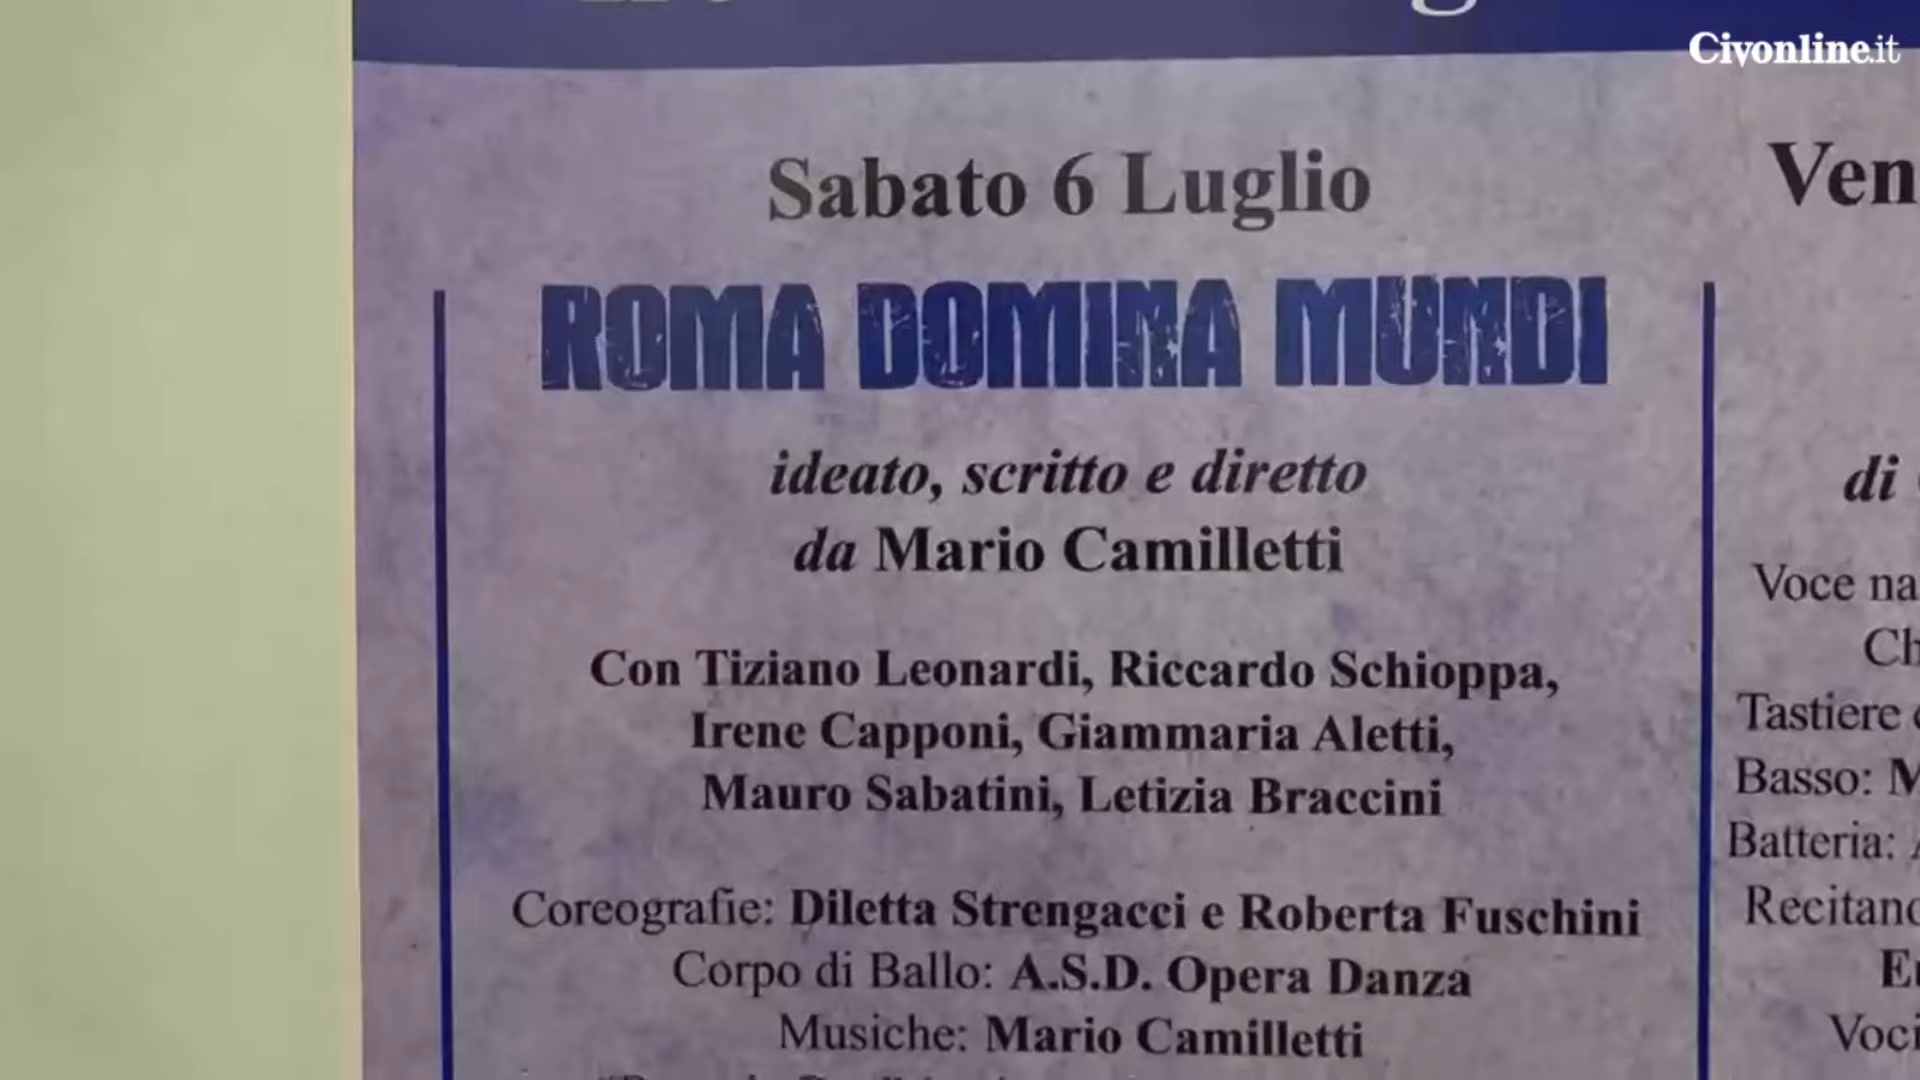 Civonline.it
Sabato 6 Luglio
ROMA DOMINA MUNDI
ideato, scritto e diretto
da Mario Camilletti
Con Tiziano Leonardi, Riccardo Schioppa,
Irene Capponi, Giammaria Aletti,
Mauro Sabatini, Letizia Braccini
Coreografie: Diletta Strengacci e Roberta Fuschini
Corpo di Ballo: A.S.D. Opera Danza
Musiche: Mario Camilletti
Ven
di
Voce na
Ch
Tastiere
Basso: M
Batteria:
Recitan
Voci